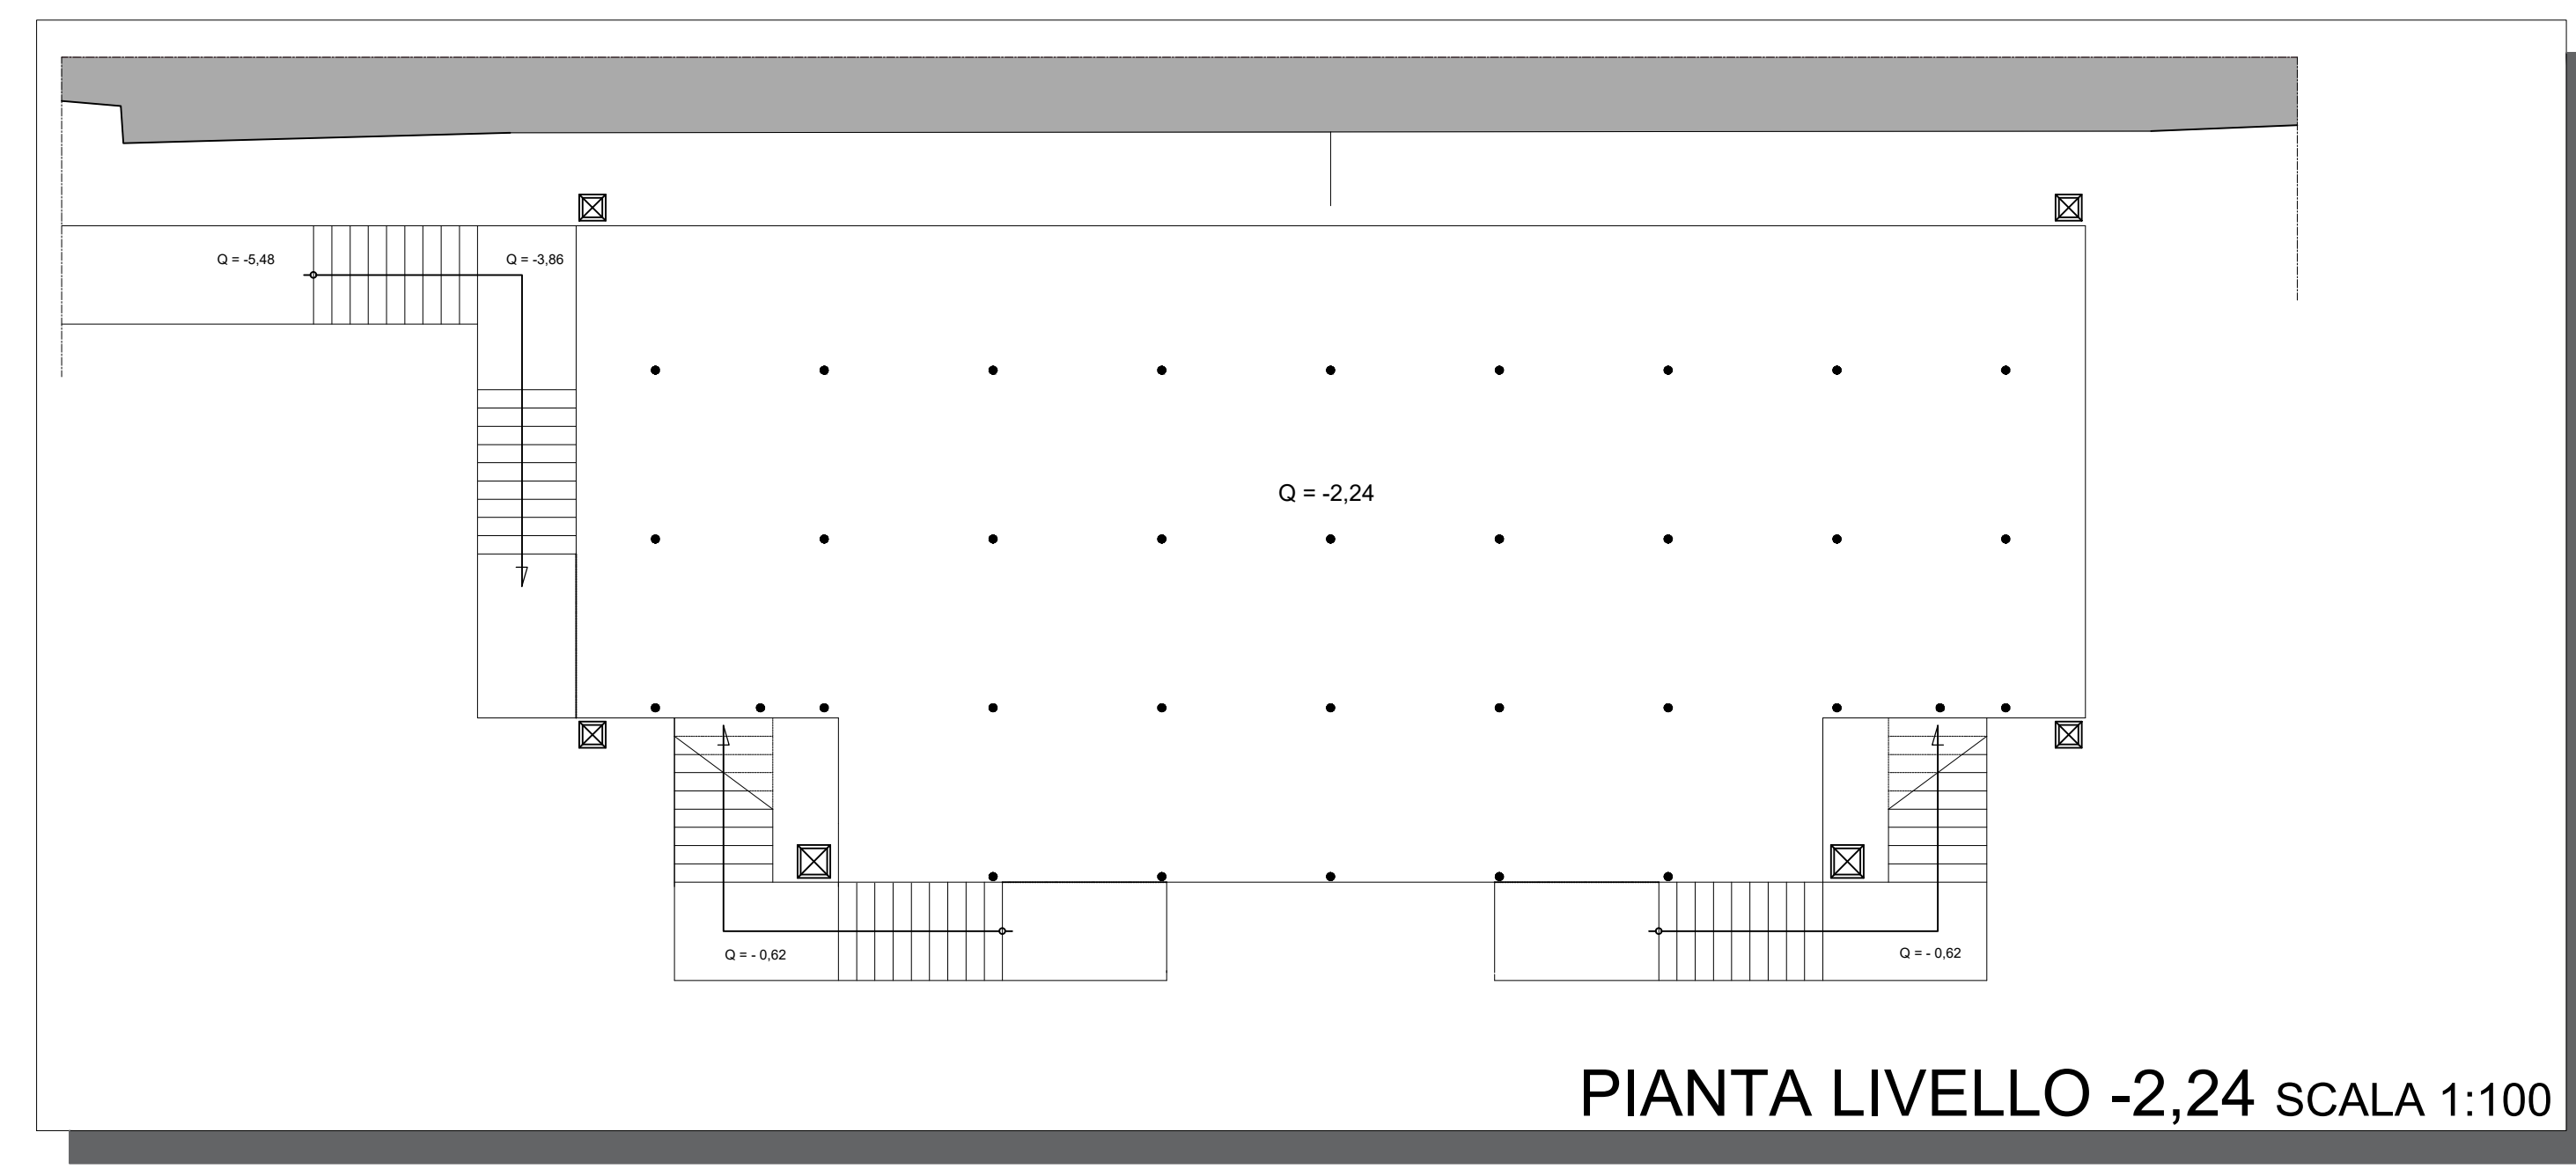 Q = -5,48
Q = -3,86
Q = -2,24
Q = - 0,62
Q = - 0,62
PIANTA LIVELLO -2,24 SCALA 1:100